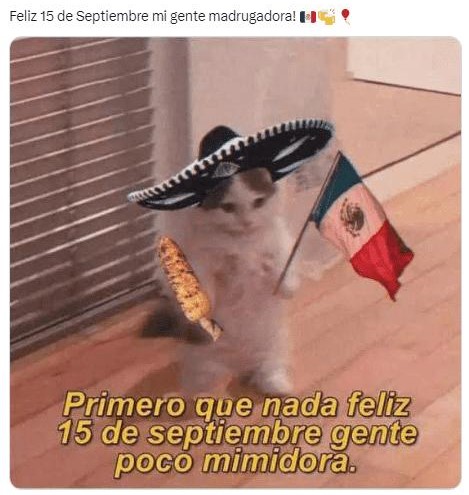 Feliz 15 de Septiembre mi gente madrugadora!
Primero que nada feliz
15 de septiembre gente
poco mimidora.